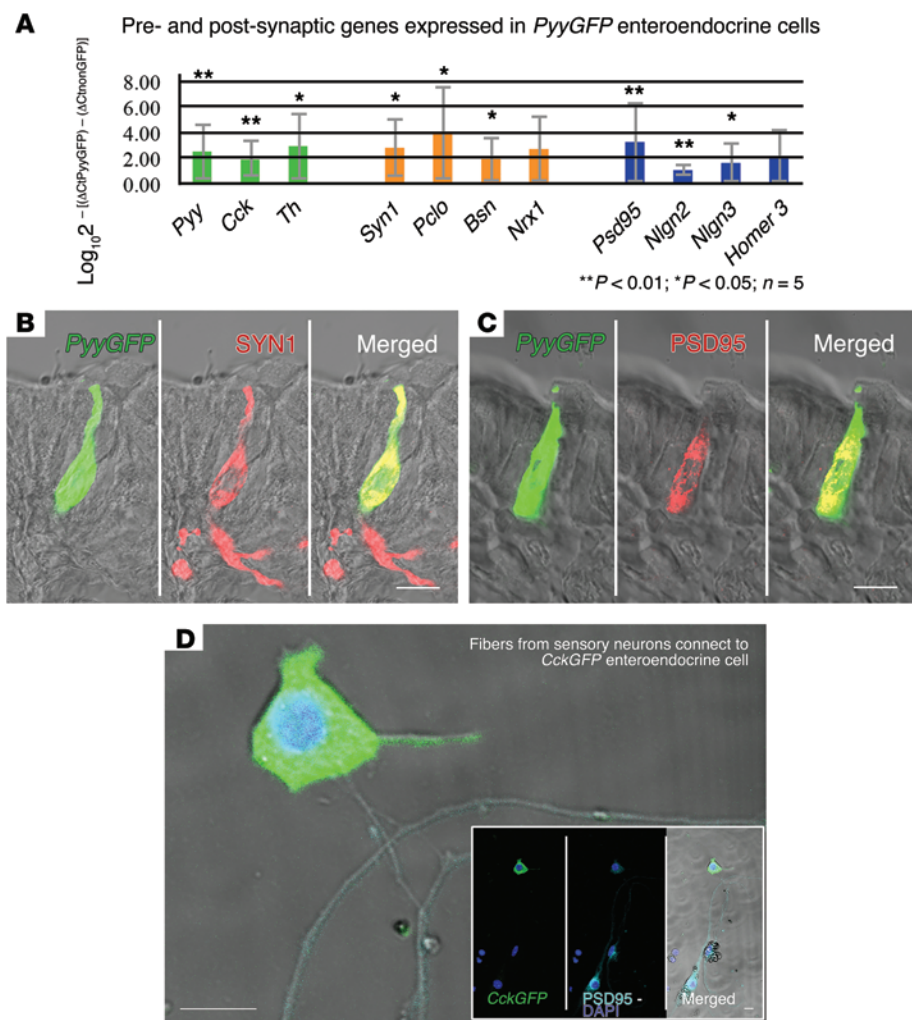 A
Pre- and post-synaptic genes expressed in PyyGFP enteroendocrine cells
Log₁₀2 – [(ΔCtPyyGFP) – (ΔCtnonGFP)]
8.00
6.00
4.00
2.00
0.00
** ** * * * * ** ** *
Pyy Cck Th Syn1 Pclo Bsn Nrx1 Psd95 Nlgn2 Nlgn3 Homer 3
**P < 0.01; *P < 0.05; n = 5
B
PyyGFP SYN1 Merged
C
PyyGFP PSD95 Merged
D
Fibers from sensory neurons connect to
CckGFP enteroendocrine cell
CckGFP PSD95 - Merged
DAPI